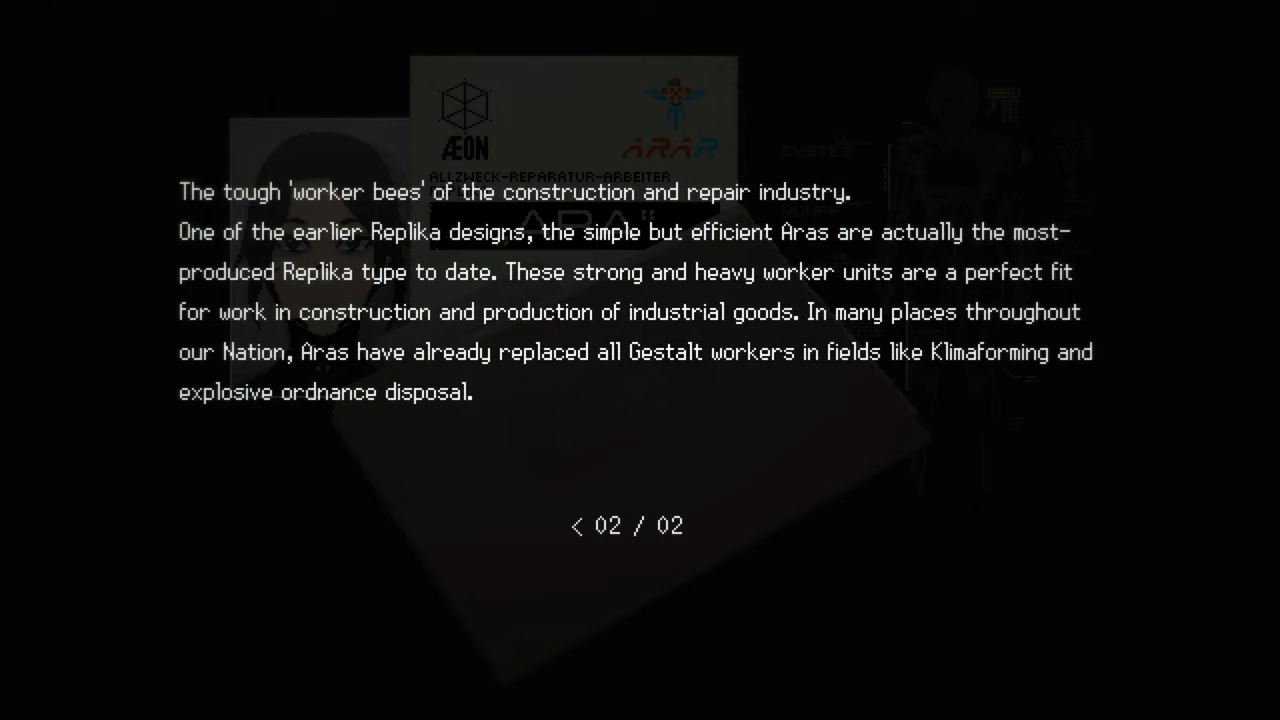 ÆON
ARAR
SYSTEM
ALLZWECK-REPARATUR-ARBEITER
The tough 'worker bees' of the construction and repair industry.
One of the earlier Replika designs, the simple but efficient Aras are actually the most-
produced Replika type to date. These strong and heavy worker units are a perfect fit
for work in construction and production of industrial goods. In many places throughout
our Nation, Aras have already replaced all Gestalt workers in fields like Klimaforming and
explosive ordnance disposal.
< 02 / 02